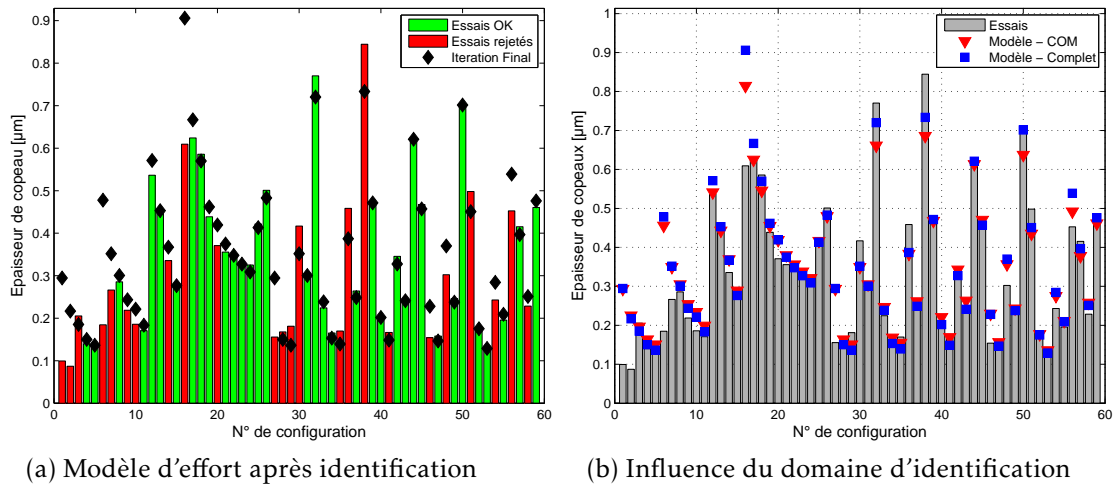 0.9
0.8
0.7
0.6
0.5
0.4
0.3
0.2
0.1
0
0
10
20
30
40
50
60
Epaisseur de copeau [μm]
N° de configuration
Essais OK
Essais rejetés
Iteration Final
(a) Modèle d'effort après identification
1
0.9
0.8
0.7
0.6
0.5
0.4
0.3
0.2
0.1
0
0
10
20
30
40
50
60
Epaisseur de copeaux [μm]
N° de configuration
Essais
Modèle − COM
Modèle − Complet
(b) Influence du domaine d'identification